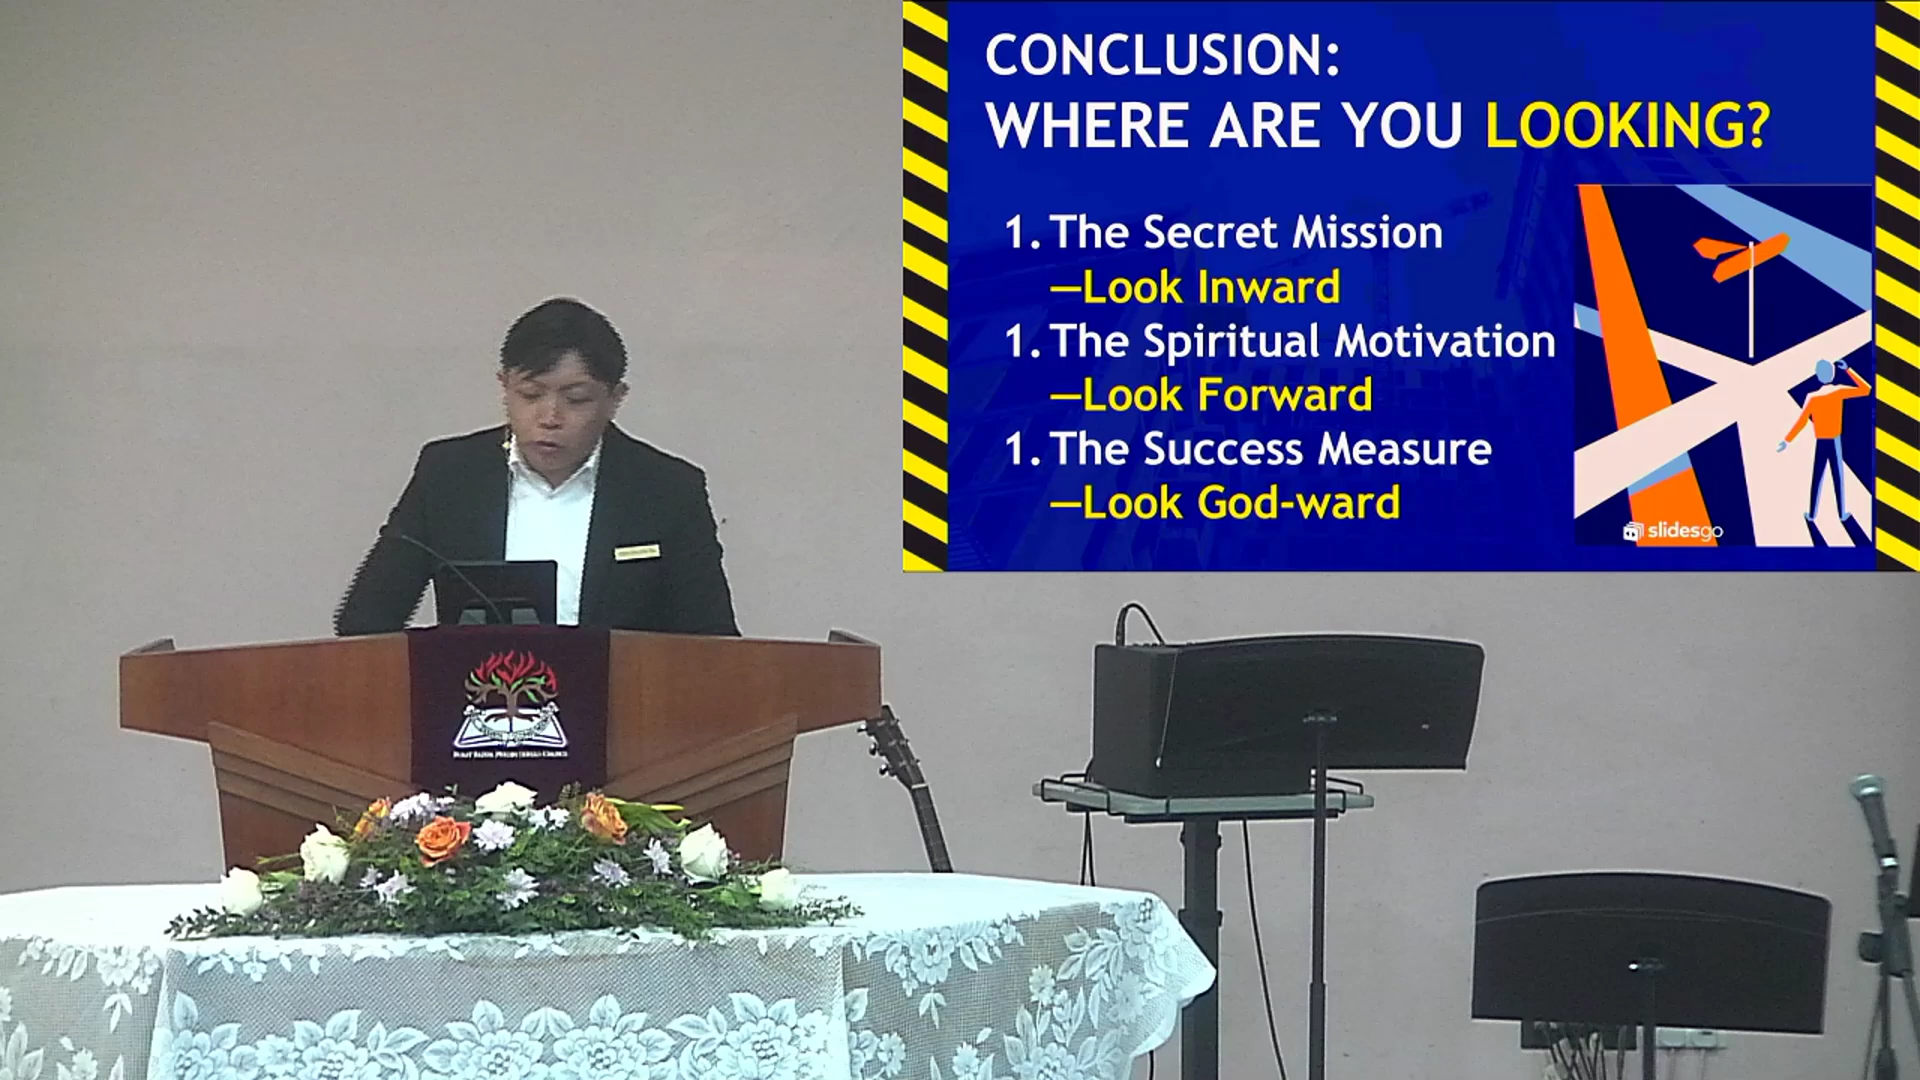 CONCLUSION:
WHERE ARE YOU LOOKING?
1. The Secret Mission
—Look Inward
1. The Spiritual Motivation
—Look Forward
1. The Success Measure
—Look God-ward
slidesgo